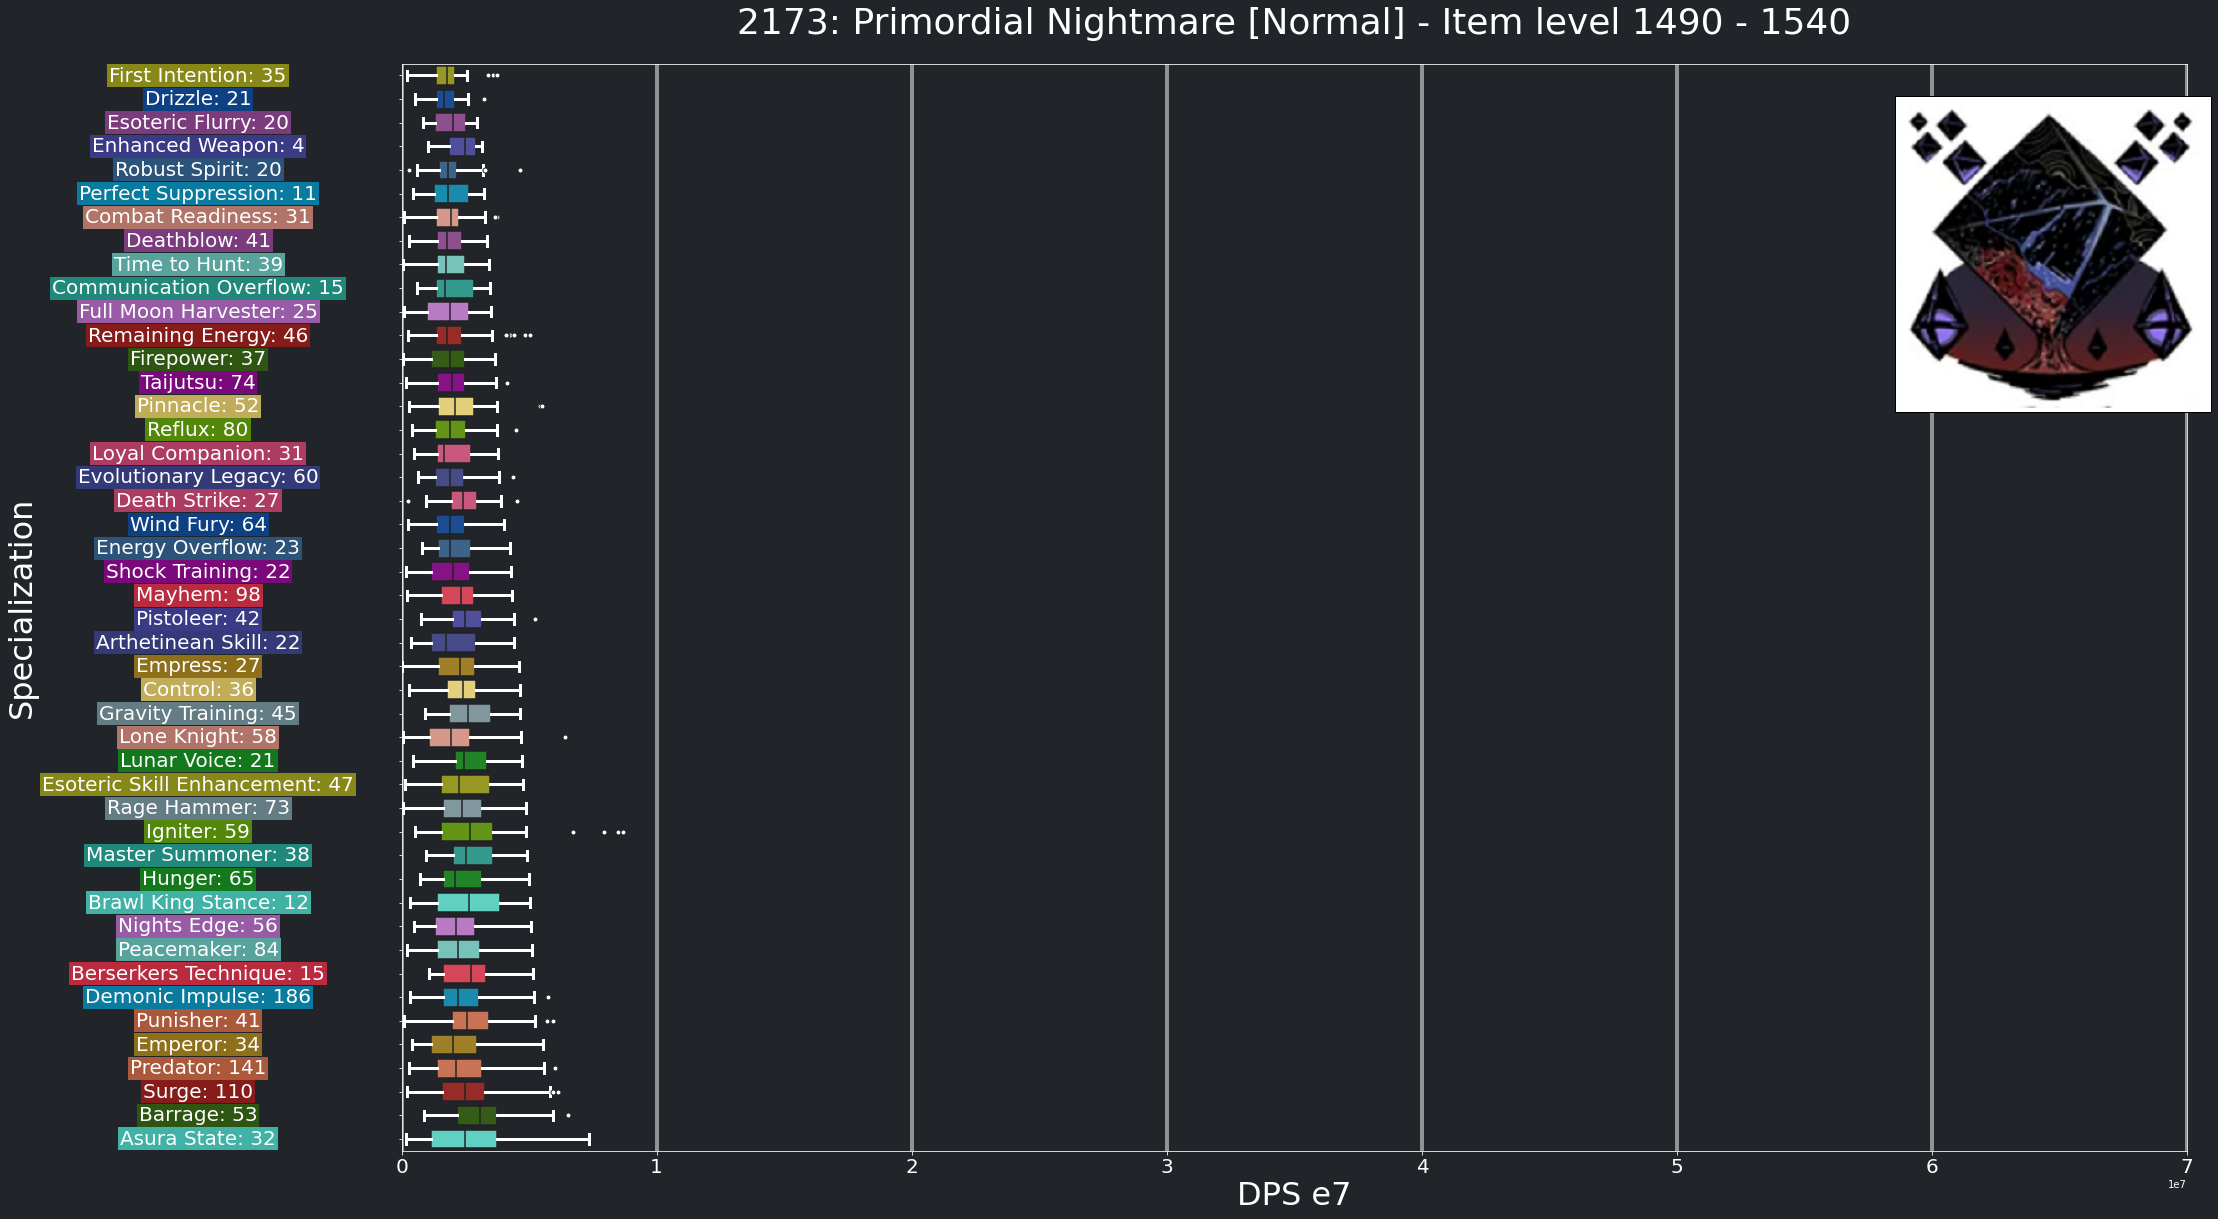 2173: Primordial Nightmare [Normal] - Item level 1490 - 1540
Specialization
First Intention: 35
Drizzle: 21
Esoteric Flurry: 20
Enhanced Weapon: 4
Robust Spirit: 20
Perfect Suppression: 11
Combat Readiness: 31
Deathblow: 41
Time to Hunt: 39
Communication Overflow: 15
Full Moon Harvester: 25
Remaining Energy: 46
Firepower: 37
Taijutsu: 74
Pinnacle: 52
Reflux: 80
Loyal Companion: 31
Evolutionary Legacy: 60
Death Strike: 27
Wind Fury: 64
Energy Overflow: 23
Shock Training: 22
Mayhem: 98
Pistoleer: 42
Arthetinean Skill: 22
Empress: 27
Control: 36
Gravity Training: 45
Lone Knight: 58
Lunar Voice: 21
Esoteric Skill Enhancement: 47
Rage Hammer: 73
Igniter: 59
Master Summoner: 38
Hunger: 65
Brawl King Stance: 12
Nights Edge: 56
Peacemaker: 84
Berserkers Technique: 15
Demonic Impulse: 186
Punisher: 41
Emperor: 34
Predator: 141
Surge: 110
Barrage: 53
Asura State: 32
0 1 2 3 4 5 6 7
1e7
DPS e7